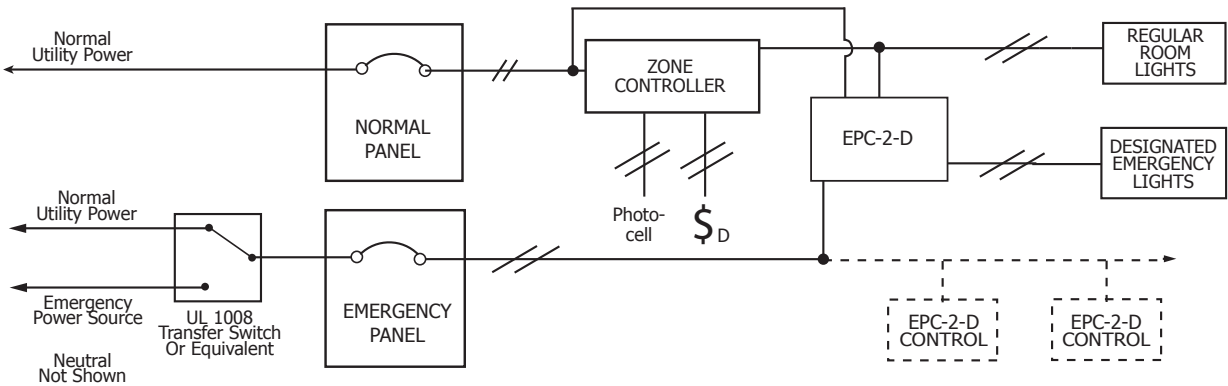 Normal
Utility Power
NORMAL
PANEL
ZONE
CONTROLLER
REGULAR
ROOM
LIGHTS
EPC-2-D
DESIGNATED
EMERGENCY
LIGHTS
Photo-
cell
$D
Normal
Utility Power
Emergency
Power Source
UL 1008
Transfer Switch
Or Equivalent
EMERGENCY
PANEL
EPC-2-D
CONTROL
EPC-2-D
CONTROL
Neutral
Not Shown